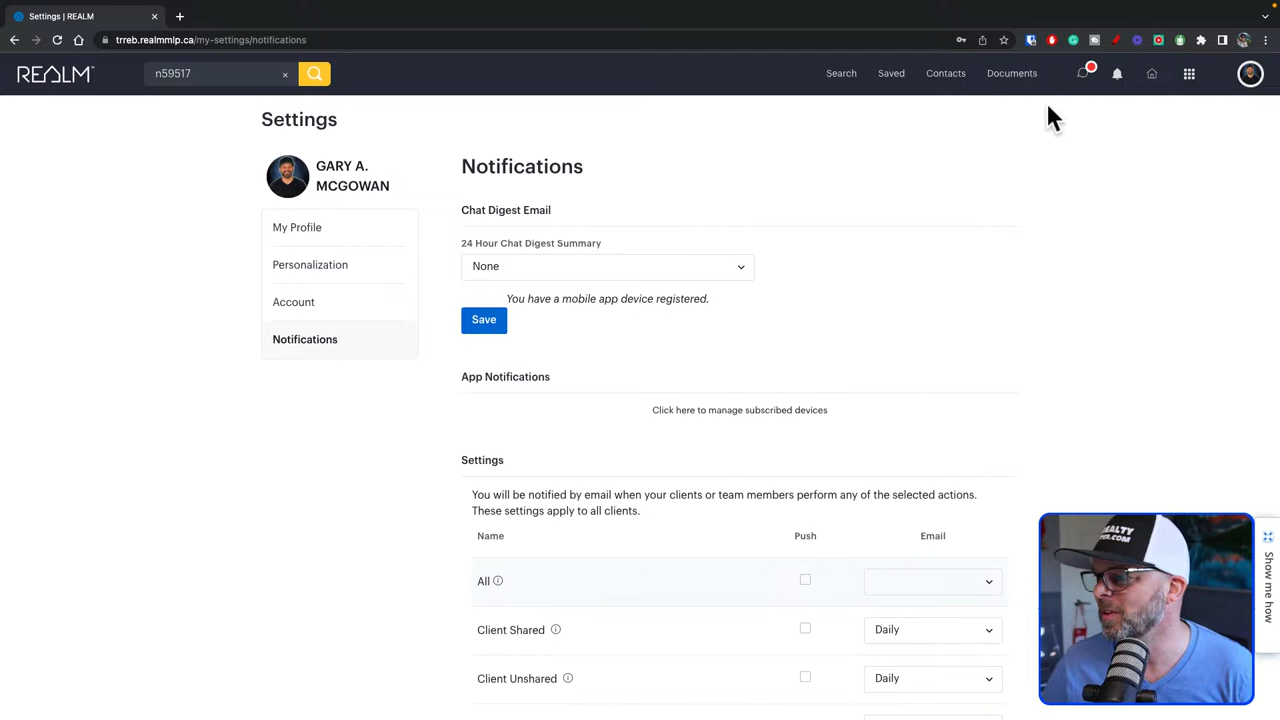 Settings | REALM
trreb.realmmlp.ca/my-settings/notifications
REALM
n59517
Search
Saved
Contacts
Documents
Settings
GARY A.
MCGOWAN
My Profile
Personalization
Account
Notifications
Notifications
Chat Digest Email
24 Hour Chat Digest Summary
None
You have a mobile app device registered.
Save
App Notifications
Click here to manage subscribed devices
Settings
You will be notified by email when your clients or team members perform any of the selected actions.
These settings apply to all clients.
Name Push Email
All
Client Shared Daily
Client Unshared Daily
Show me how